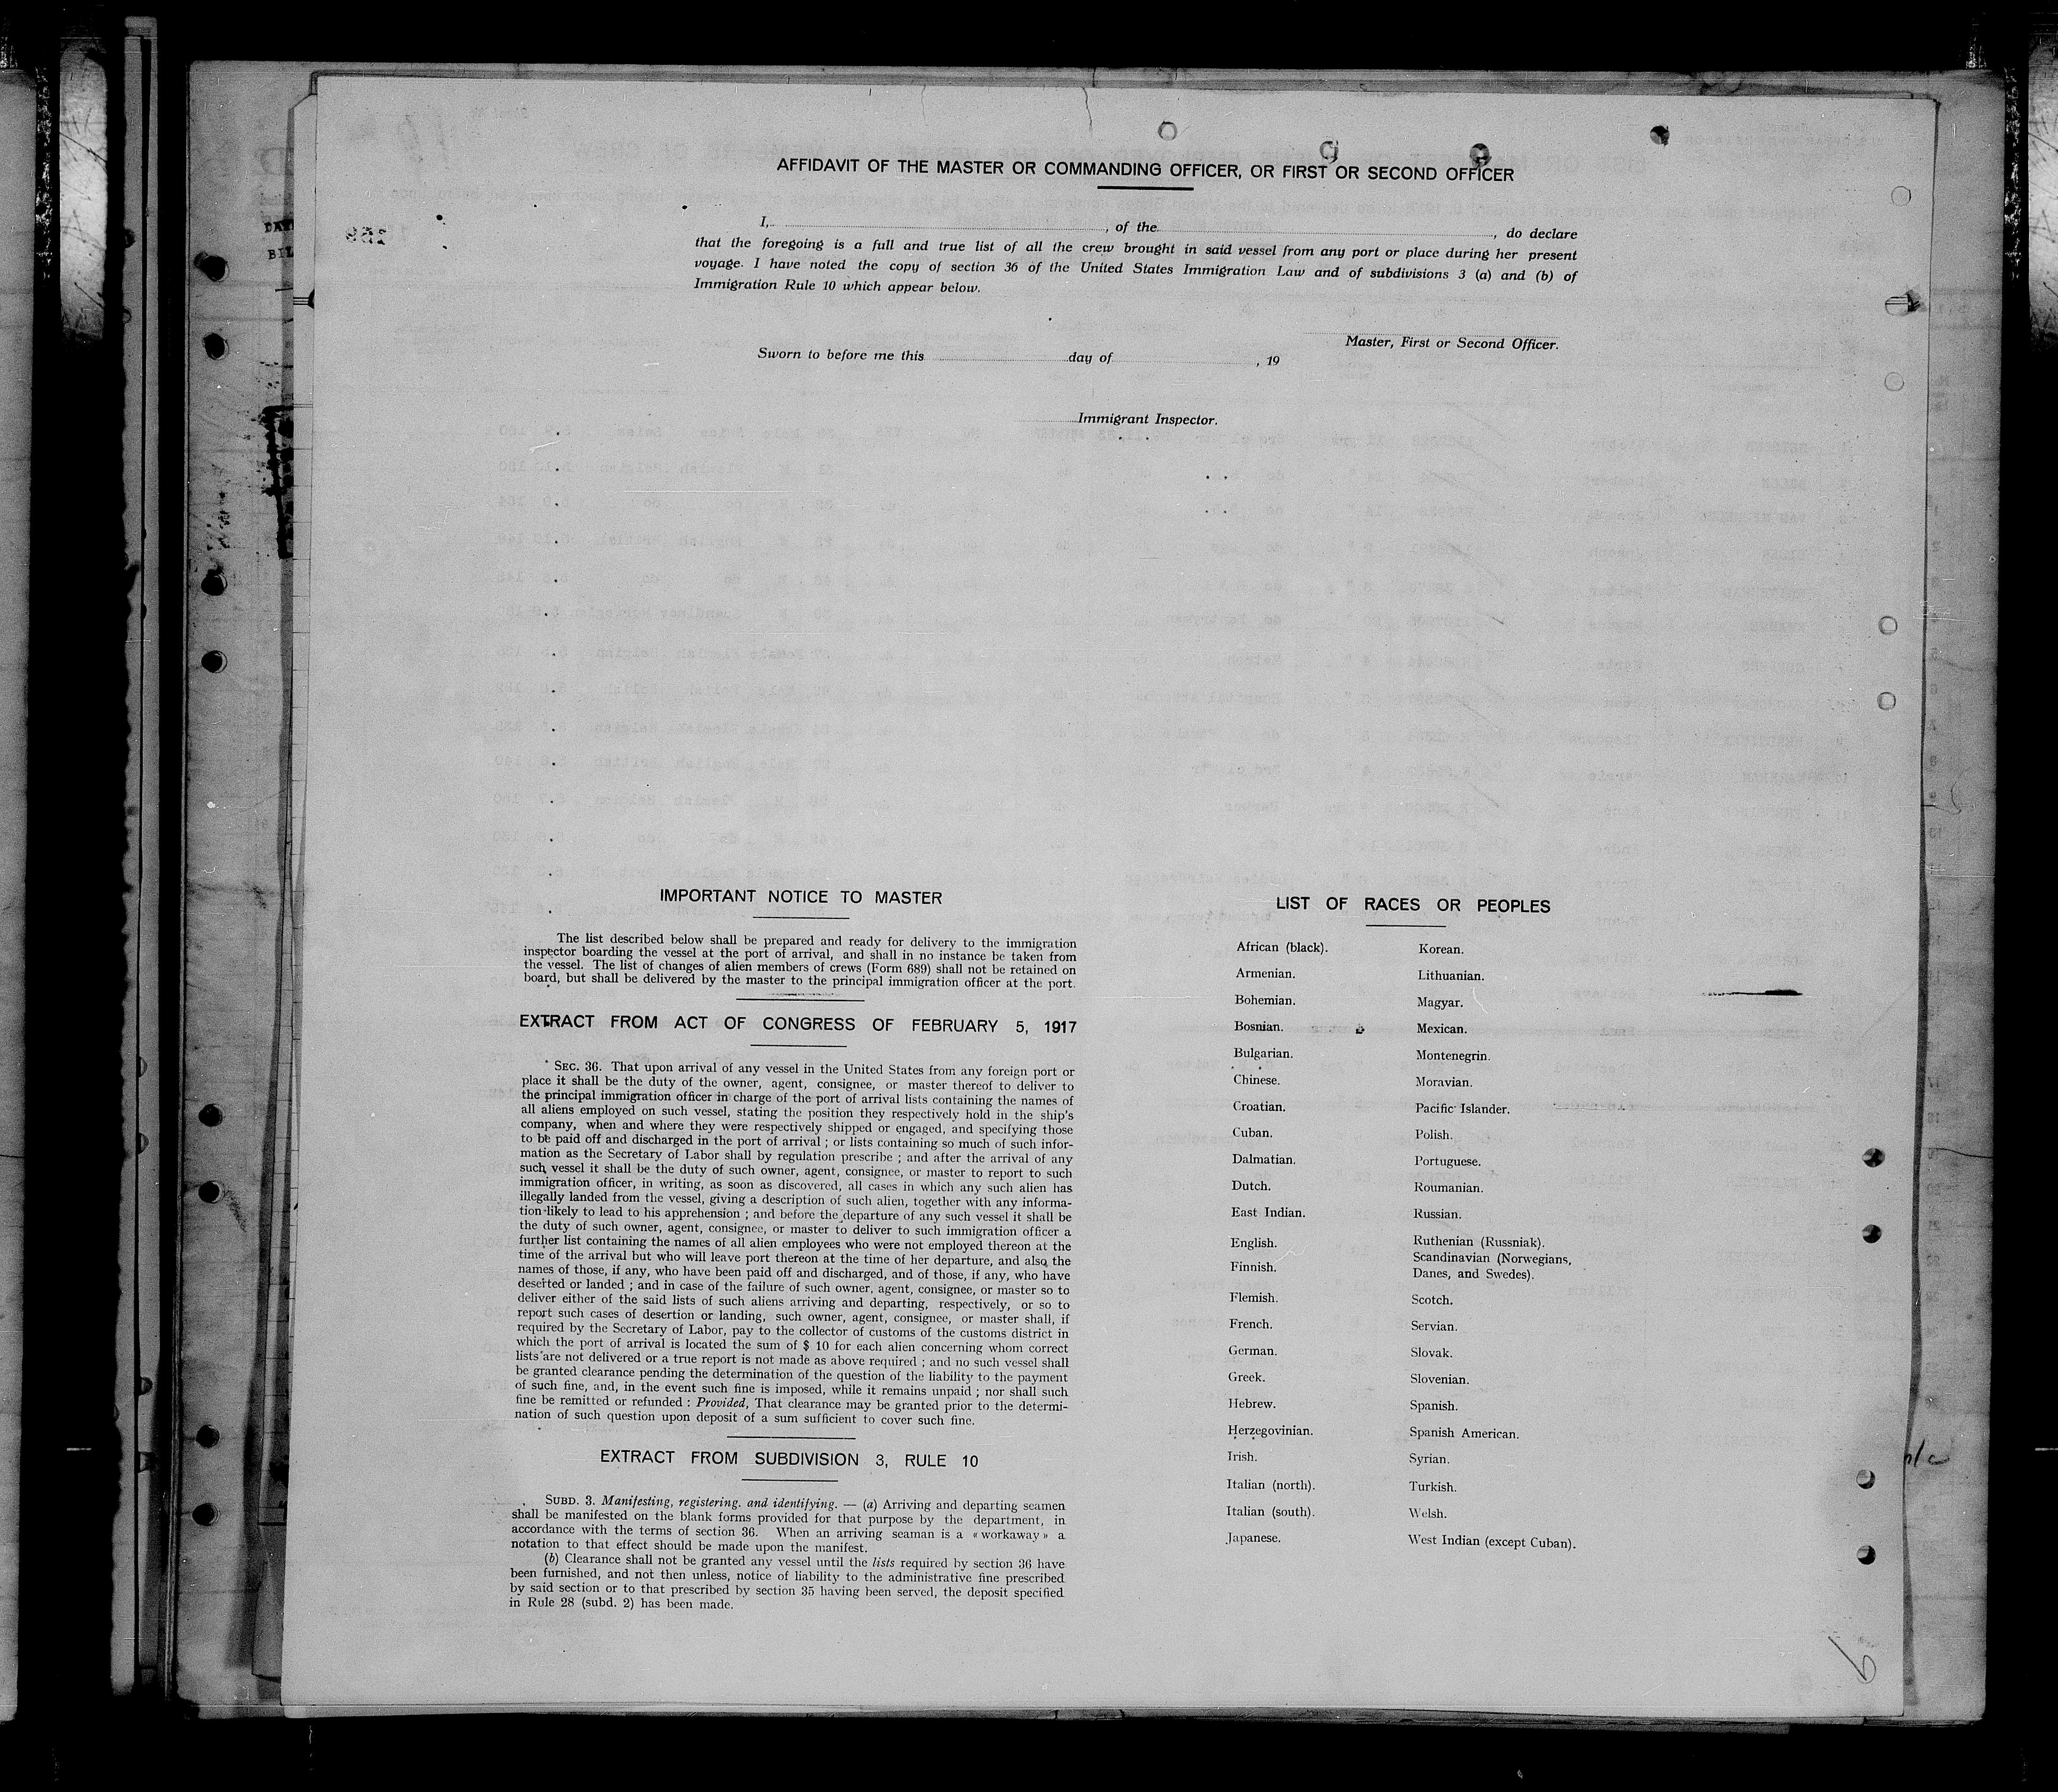 AFFIDAVIT OF THE MASTER OR COMMANDING OFFICER, OR FIRST OR SECOND OFFICER
I, , of the , do declare
that the foregoing is a full and true list of all the crew brought in said vessel from any port or place during her present
voyage. I have noted the copy of section 36 of the United States Immigration Law and of subdivisions 3 (a) and (b) of
Immigration Rule 10 which appear below.
Master, First or Second Officer.
Sworn to before me this day of , 19
Immigrant Inspector.
IMPORTANT NOTICE TO MASTER
The list described below shall be prepared and ready for delivery to the immigration
inspector boarding the vessel at the port of arrival, and shall in no instance be taken from
the vessel. The list of changes of alien members of crews (Form 689) shall not be retained on
board, but shall be delivered by the master to the principal immigration officer at the port.
EXTRACT FROM ACT OF CONGRESS OF FEBRUARY 5, 1917
SEC. 36. That upon arrival of any vessel in the United States from any foreign port or
place it shall be the duty of the owner, agent, consignee, or master thereof to deliver to
the principal immigration officer in charge of the port of arrival lists containing the names of
all aliens employed on such vessel, stating the position they respectively hold in the ship's
company, when and where they were respectively shipped or engaged, and specifying those
to be paid off and discharged in the port of arrival ; or lists containing so much of such infor-
mation as the Secretary of Labor shall by regulation prescribe ; and after the arrival of any
such vessel it shall be the duty of such owner, agent, consignee, or master to report to such
immigration officer, in writing, as soon as discovered, all cases in which any such alien has
illegally landed from the vessel, giving a description of such alien, together with any informa-
tion likely to lead to his apprehension ; and before the departure of any such vessel it shall be
the duty of such owner, agent, consignee, or master to deliver to such immigration officer a
further list containing the names of all alien employees who were not employed thereon at the
time of the arrival but who will leave port thereon at the time of her departure, and also the
names of those, if any, who have been paid off and discharged, and of those, if any, who have
deserted or landed ; and in case of the failure of such owner, agent, consignee, or master so to
deliver either of the said lists of such aliens arriving and departing, respectively, or so to
report such cases of desertion or landing, such owner, agent, consignee, or master shall, if
required by the Secretary of Labor, pay to the collector of customs of the customs district in
which the port of arrival is located the sum of $ 10 for each alien concerning whom correct
lists are not delivered or a true report is not made as above required ; and no such vessel shall
be granted clearance pending the determination of the question of the liability to the payment
of such fine, and, in the event such fine is imposed, while it remains unpaid ; nor shall such
fine be remitted or refunded : Provided, That clearance may be granted prior to the determi-
nation of such question upon deposit of a sum sufficient to cover such fine.
EXTRACT FROM SUBDIVISION 3, RULE 10
SUBD. 3. Manifesting, registering. and identifying. — (a) Arriving and departing seamen
shall be manifested on the blank forms provided for that purpose by the department, in
accordance with the terms of section 36. When an arriving seaman is a « workaway » a
notation to that effect should be made upon the manifest.
(b) Clearance shall not be granted any vessel until the lists required by section 36 have
been furnished, and not then unless, notice of liability to the administrative fine prescribed
by said section or to that prescribed by section 35 having been served, the deposit specified
in Rule 28 (subd. 2) has been made.
LIST OF RACES OR PEOPLES
African (black).
Armenian.
Bohemian.
Bosnian.
Bulgarian.
Chinese.
Croatian.
Cuban.
Dalmatian.
Dutch.
East Indian.
English.
Finnish.
Flemish.
French.
German.
Greek.
Hebrew.
Herzegovinian.
Irish.
Italian (north).
Italian (south).
Japanese.
Korean.
Lithuanian.
Magyar.
Mexican.
Montenegrin.
Moravian.
Pacific Islander.
Polish.
Portuguese.
Roumanian.
Russian.
Ruthenian (Russniak).
Scandinavian (Norwegians,
Danes, and Swedes).
Scotch.
Servian.
Slovak.
Slovenian.
Spanish.
Spanish American.
Syrian.
Turkish.
Welsh.
West Indian (except Cuban).